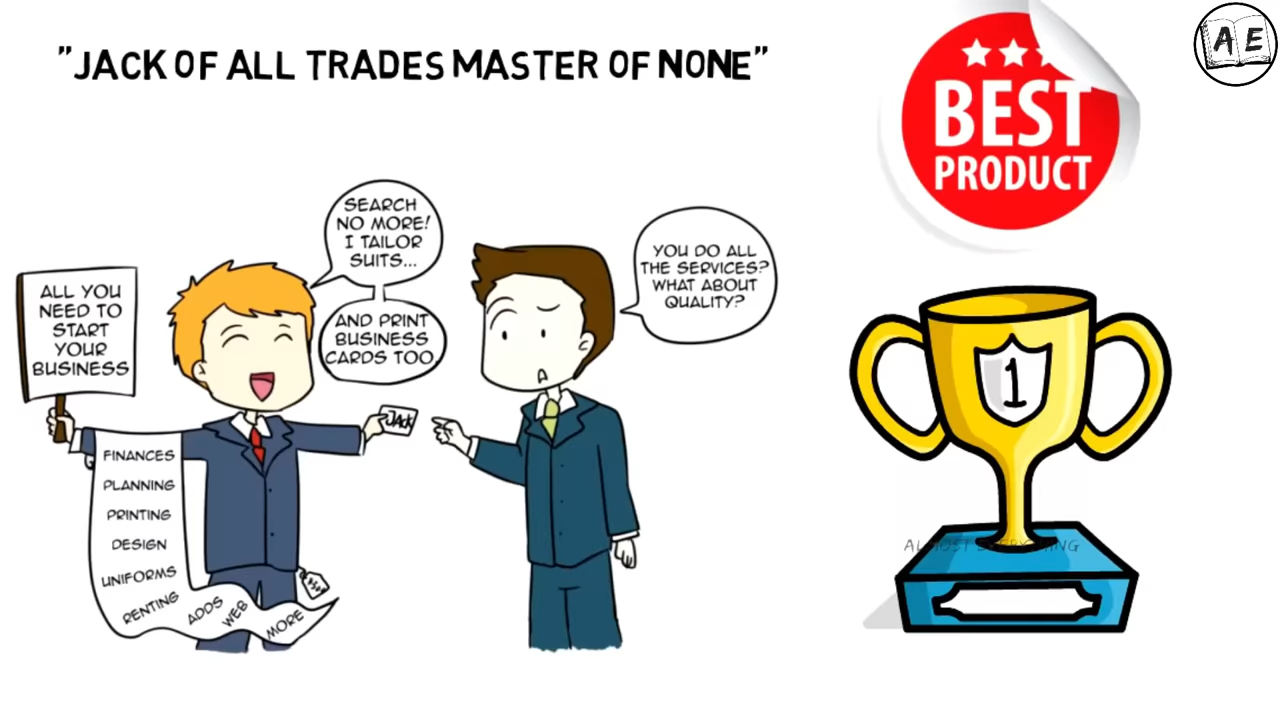 "JACK OF ALL TRADES MASTER OF NONE"
A E
BEST
PRODUCT
SEARCH
NO MORE!
I TAILOR
SUITS...
AND PRINT
BUSINESS
CARDS TOO
YOU DO ALL
THE SERVICES?
WHAT ABOUT
QUALITY?
ALL YOU
NEED TO
START
YOUR
BUSINESS
JACK
FINANCES
PLANNING
PRINTING
DESIGN
UNIFORMS
RENTING
ADDS
WEB
MORE
1
ALMOST EVERYTHING